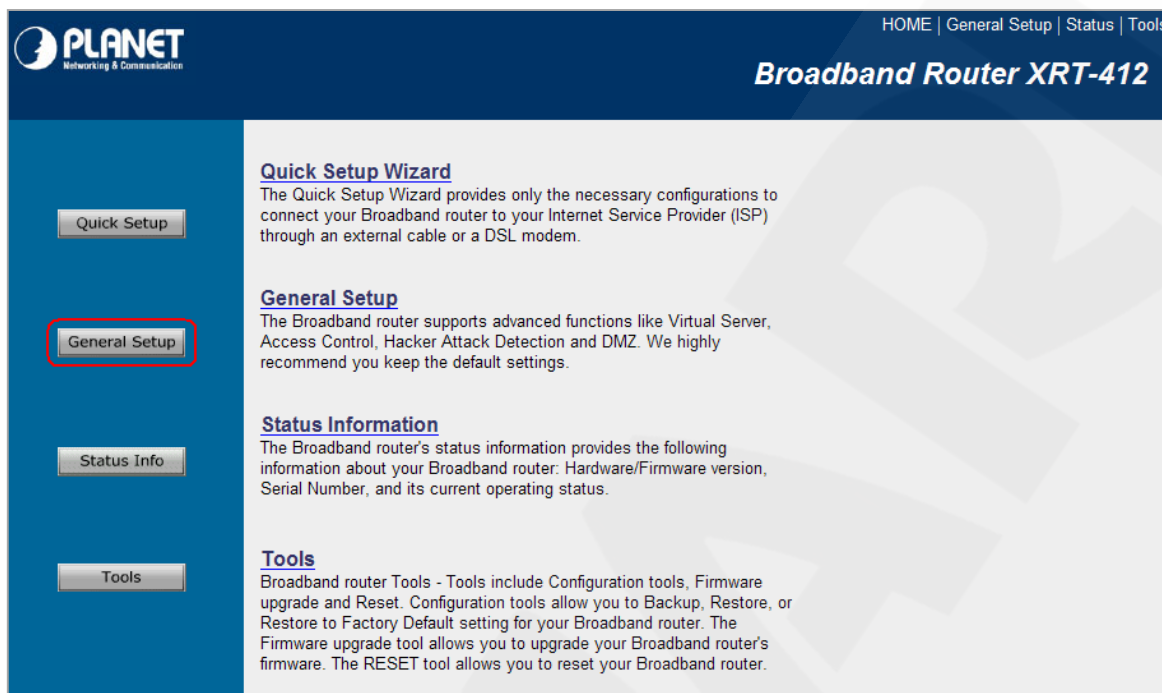 PLANET
Networking & Communication
HOME | General Setup | Status | Tools
Broadband Router XRT-412
Quick Setup
Quick Setup Wizard
The Quick Setup Wizard provides only the necessary configurations to
connect your Broadband router to your Internet Service Provider (ISP)
through an external cable or a DSL modem.
General Setup
General Setup
The Broadband router supports advanced functions like Virtual Server,
Access Control, Hacker Attack Detection and DMZ. We highly
recommend you keep the default settings.
Status Info
Status Information
The Broadband router's status information provides the following
information about your Broadband router: Hardware/Firmware version,
Serial Number, and its current operating status.
Tools
Tools
Broadband router Tools - Tools include Configuration tools, Firmware
upgrade and Reset. Configuration tools allow you to Backup, Restore, or
Restore to Factory Default setting for your Broadband router. The
Firmware upgrade tool allows you to upgrade your Broadband router's
firmware. The RESET tool allows you to reset your Broadband router.